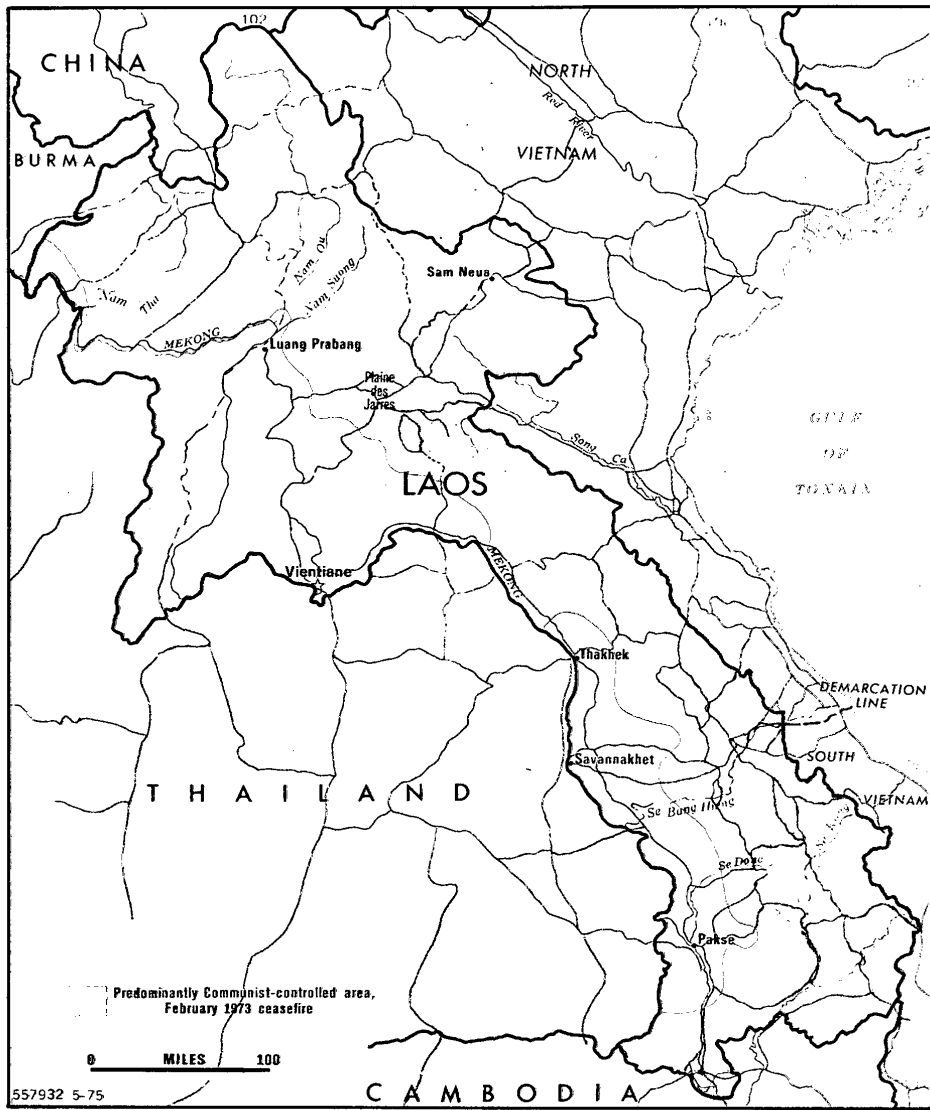 102
CHINA
NORTH
Red River
VIETNAM
BURMA
Nam Ou
Nam Suong
Sam Neua
Nam Tha
MEKONG
Luang Prabang
Plaine
des
Jarres
GULF
OF
TONKIN
Song Ca
LAOS
MEKONG
Vientiane
Thakhek
DEMARCATION
LINE
Savannakhet
SOUTH
THAILAND
VIETNAM
Se Bang Hieng
Se Kong
Se Done
Pakse
Predominantly Communist-controlled area,
February 1973 ceasefire
0 MILES 100
557932 5-75
CAMBODIA